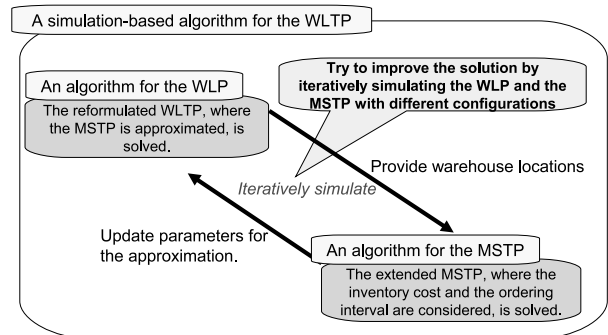 A simulation-based algorithm for the WLTP
An algorithm for the WLP
The reformulated WLTP, where
the MSTP is approximated, is
solved.
Try to improve the solution by
iteratively simulating the WLP and the
MSTP with different configurations
Provide warehouse locations
Iteratively simulate
Update parameters for
the approximation.
An algorithm for the MSTP
The extended MSTP, where the
inventory cost and the ordering
interval are considered, is solved.